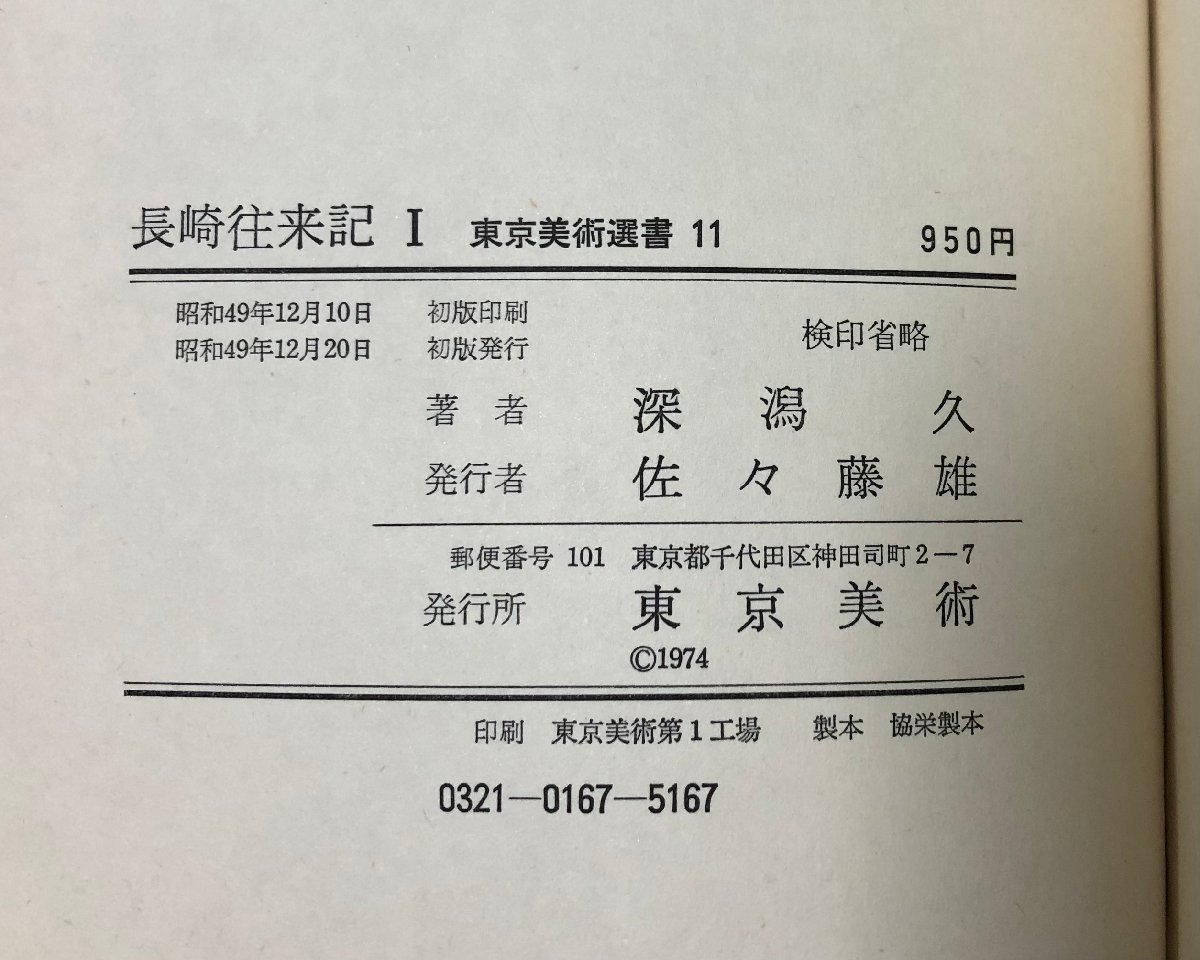 長崎往来記 I 東京美術選書 11 950円
昭和49年12月10日 初版印刷
昭和49年12月20日 初版発行
検印省略
著者 深潟久
発行者 佐々藤雄
郵便番号 101 東京都千代田区神田司町2-7
発行所 東京美術
©1974
印刷 東京美術第1工場 製本 協栄製本
0321-0167-5167